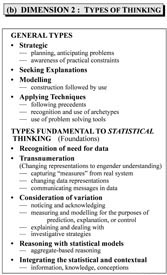 (b) DIMENSION 2 : TYPES OF THINKING
GENERAL TYPES
• Strategic
— planning, anticipating problems
— awareness of practical constraints
• Seeking Explanations
• Modelling
— construction followed by use
• Applying Techniques
— following precedents
— recognition and use of archetypes
— use of problem solving tools
TYPES FUNDAMENTAL TO STATISTICAL
THINKING (Foundations)
• Recognition of need for data
• Transnumeration
(Changing representations to engender understanding)
— capturing “measures” from real system
— changing data representations
— communicating messages in data
• Consideration of variation
— noticing and acknowledging
— measuring and modelling for the purposes of
prediction, explanation, or control
— explaining and dealing with
— investigative strategies
• Reasoning with statistical models
— aggregate-based reasoning
• Integrating the statistical and contextual
— information, knowledge, conceptions